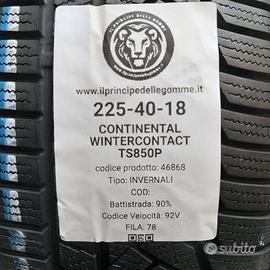 IL PRINCIPE DELLE GOMME
www.ilprincipedellegomme.it
225-40-18
CONTINENTAL
WINTERCONTACT
TS850P
codice prodotto: 46868
Tipo: INVERNALI
COD:
Battistrada: 90%
Codice Velocità: 92V
FILA: 78
subito